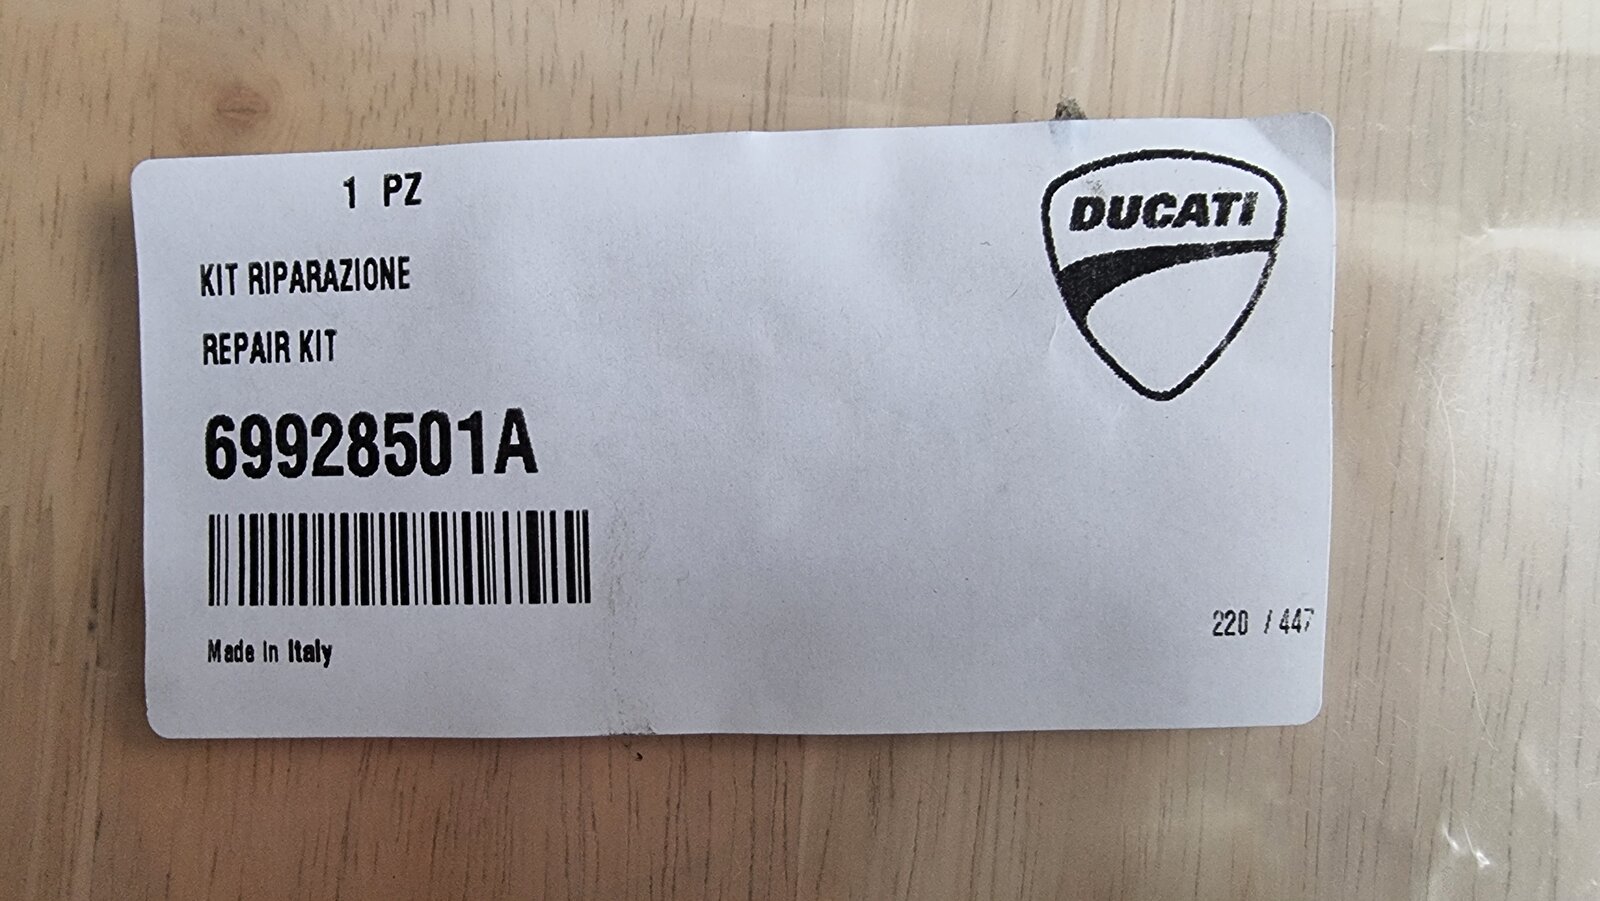 1 PZ
DUCATI
KIT RIPARAZIONE
REPAIR KIT
69928501A
220 / 447
Made in Italy